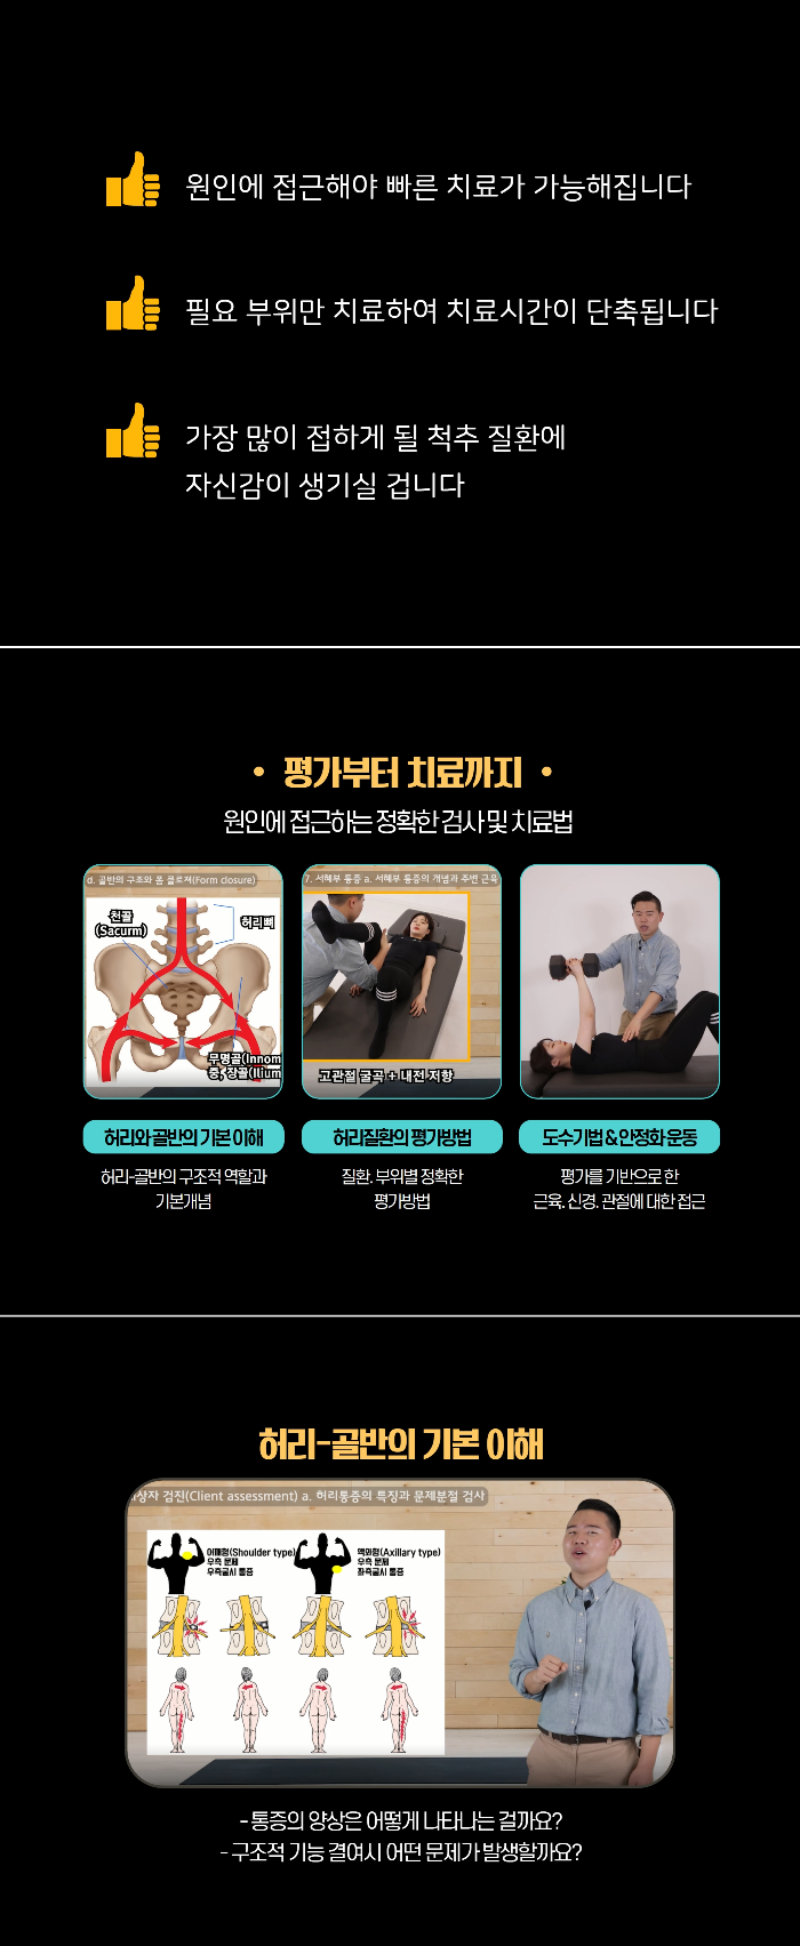 원인에 접근해야 빠른 치료가 가능해집니다
필요 부위만 치료하여 치료시간이 단축됩니다
가장 많이 접하게 될 척추 질환에
자신감이 생기실 겁니다
• 평가부터 치료까지 •
원인에 접근하는 정확한 검사 및 치료법
d. 골반의 구조와 폼 클로져(Form closure)
천골
(Sacurm)
허리뼈
무명골(Innom
중, 장골(Ilium
7. 서혜부 통증 a. 서혜부 통증의 개념과 주변 근육
고관절 굴곡 + 내전 저항
허리와 골반의 기본 이해
허리질환의 평가방법
도수기법 & 안정화 운동
허리-골반의 구조적 역할과
기본개념
질환. 부위별 정확한
평가방법
평가를 기반으로 한
근육. 신경. 관절에 대한 접근
허리-골반의 기본 이해
상자 검진(Client assessment) a. 허리통증의 특징과 문제분절 검사
어깨형(Shoulder type)
우측 문제
우측굴시 통증
액와형(Axillary type)
우측 문제
좌측굴시 통증
- 통증의 양상은 어떻게 나타나는 걸까요?
- 구조적 기능 결여시 어떤 문제가 발생할까요?